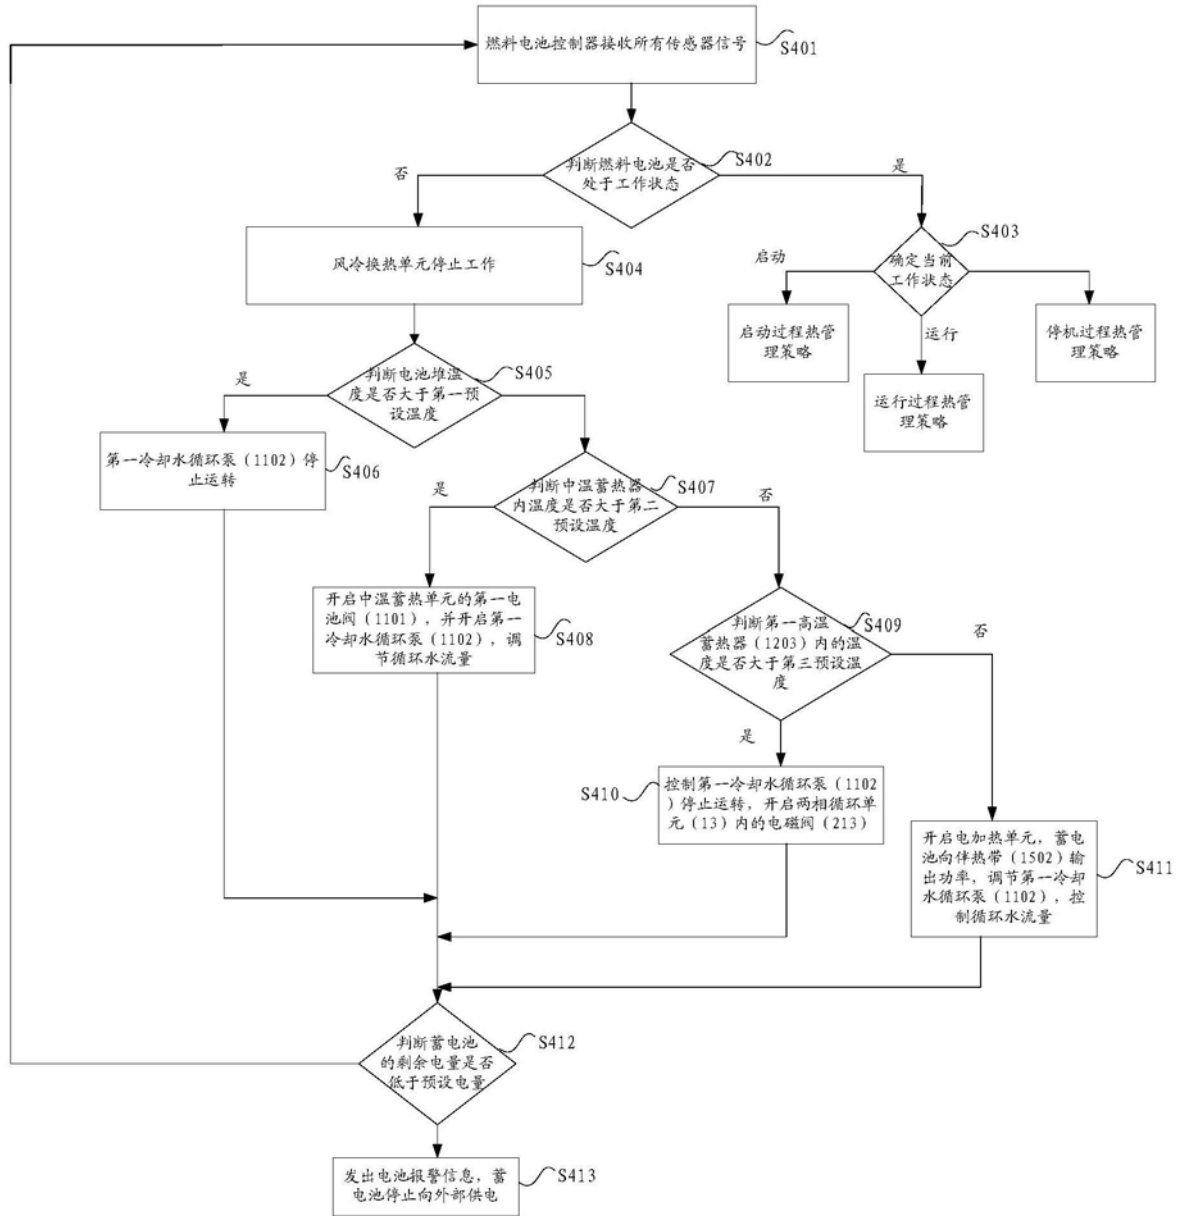 燃料电池控制器接收所有传感器信号
S401
判断燃料电池是否
处于工作状态
S402
否
是
风冷换热单元停止工作
S404
确定当前
工作状态
S403
启动
启动过程热管
理策略
运行
运行过程热管
理策略
停机过程热管
理策略
判断电池堆温
度是否大于第一预
设温度
S405
是
第一冷却水循环泵(1102)停
止运转
S406
判断中温蓄热器
内温度是否大于第二
预设温度
S407
是
否
开启中温蓄热单元的第一电
池阀(1101),并开启第一
冷却水循环泵(1102),调
节循环水流量
S408
判断第一高温
蓄热器(1203)内的温
度是否大于第三预设温
度
S409
否
是
控制第一冷却水循环泵(1102
)停止运转,开启两相循环单
元(13)内的电磁阀(213)
S410
开启电加热单元,蓄电
池向伴热带(1502)输
出功率,调节第一冷却
水循环泵(1102),控
制循环水流量
S411
判断蓄电池
的剩余电量是否
低于预设电量
S412
发出电池报警信息,蓄
电池停止向外部供电
S413